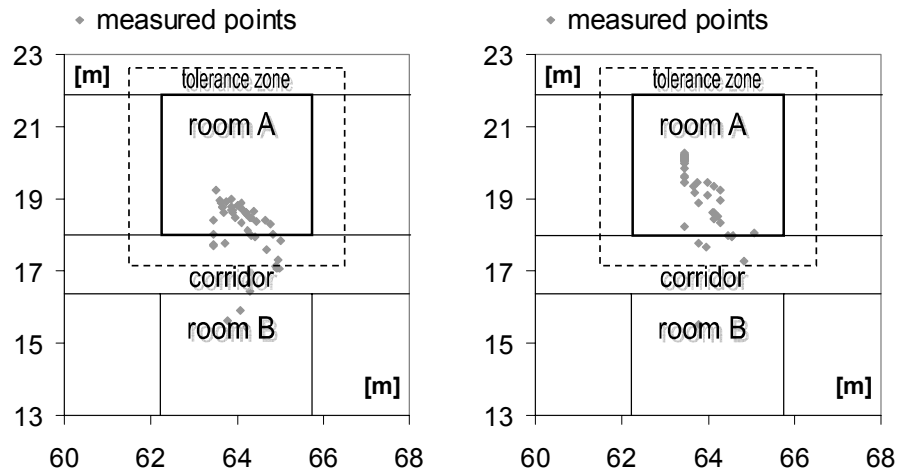 measured points
23
[m]
tolerance zone
room A
21
19
17
corridor
15
room B
[m]
13
60 62 64 66 68
measured points
23
[m]
tolerance zone
room A
21
19
17
corridor
15
room B
[m]
13
60 62 64 66 68